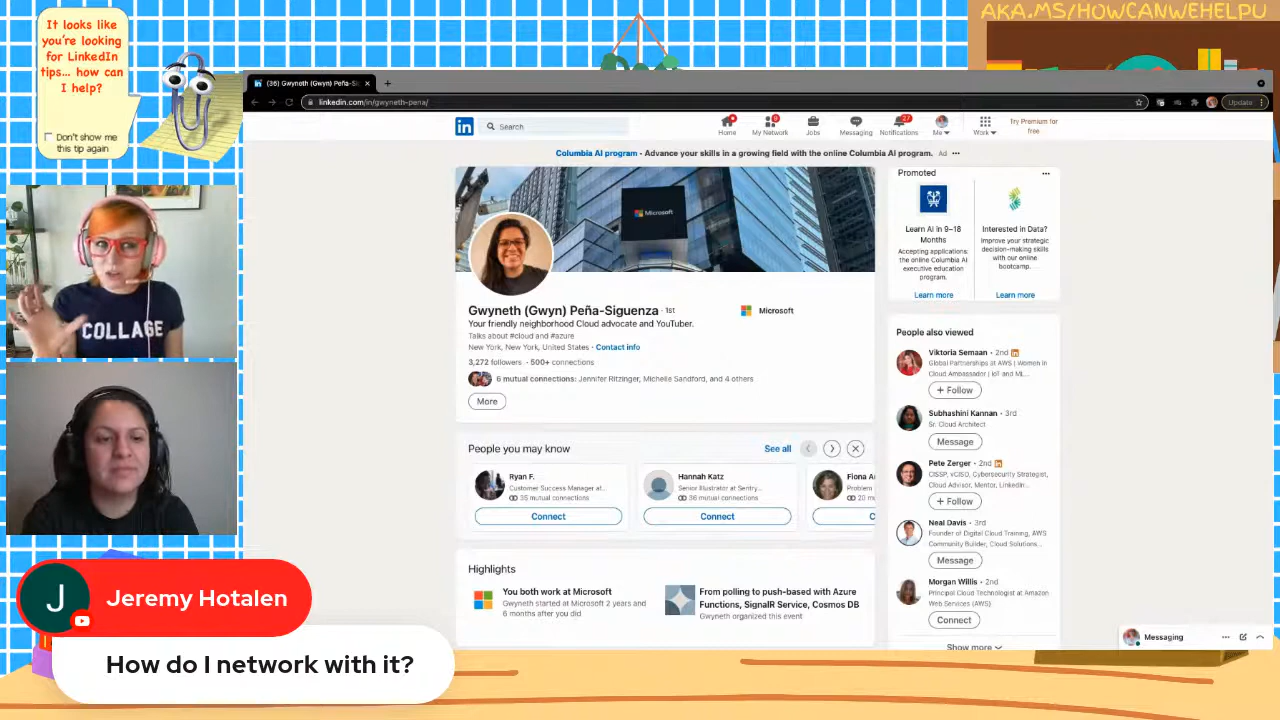 It looks like
you're looking
for LinkedIn
tips... how can
I help?
Don't show me
this tip again
AKA.MS/HOWCANWEHELPU
(36) Gwyneth (Gwyn) Peña-Si
linkedin.com/in/gwyneth-pena/
Update
in
Search
Home
My Network
9
Jobs
Messaging
Notifications
27
Me
Work
Try Premium for
free
Columbia AI program - Advance your skills in a growing field with the online Columbia AI program. Ad
Microsoft
Gwyneth (Gwyn) Peña-Siguenza · 1st
Your friendly neighborhood Cloud advocate and YouTuber.
Talks about #cloud and #azure
New York, New York, United States · Contact info
3,272 followers · 500+ connections
6 mutual connections: Jennifer Ritzinger, Michelle Sandford, and 4 others
More
Microsoft
People you may know
See all
Ryan F.
Customer Success Manager at...
35 mutual connections
Connect
Hannah Katz
Senior Illustrator at Sentry...
36 mutual connections
Connect
Fiona A
Problem
20 m
C
Highlights
You both work at Microsoft
Gwyneth started at Microsoft 2 years and
6 months after you did
From polling to push-based with Azure
Functions, SignalR Service, Cosmos DB
Gwyneth organized this event
Promoted
Learn AI in 9–18
Months
Accepting applications:
the online Columbia AI
executive education
program.
Learn more
Interested in Data?
Improve your strategic
decision-making skills
with our online
bootcamp.
Learn more
People also viewed
Viktoria Semaan · 2nd in
Global Partnerships at AWS | Women in
Cloud Ambassador | IoT and ML...
+ Follow
Subhashini Kannan · 3rd
Sr. Cloud Architect
Message
Pete Zerger · 2nd in
CISSP, vCISO, Cybersecurity Strategist,
Cloud Advisor, Mentor, LinkedIn...
+ Follow
Neal Davis · 3rd
Founder of Digital Cloud Training, AWS
Community Builder, Cloud Solutions...
Message
Morgan Willis · 2nd
Principal Cloud Technologist at Amazon
Web Services (AWS)
Connect
Show more
Messaging
COLLAGE
J
Jeremy Hotalen
How do I network with it?